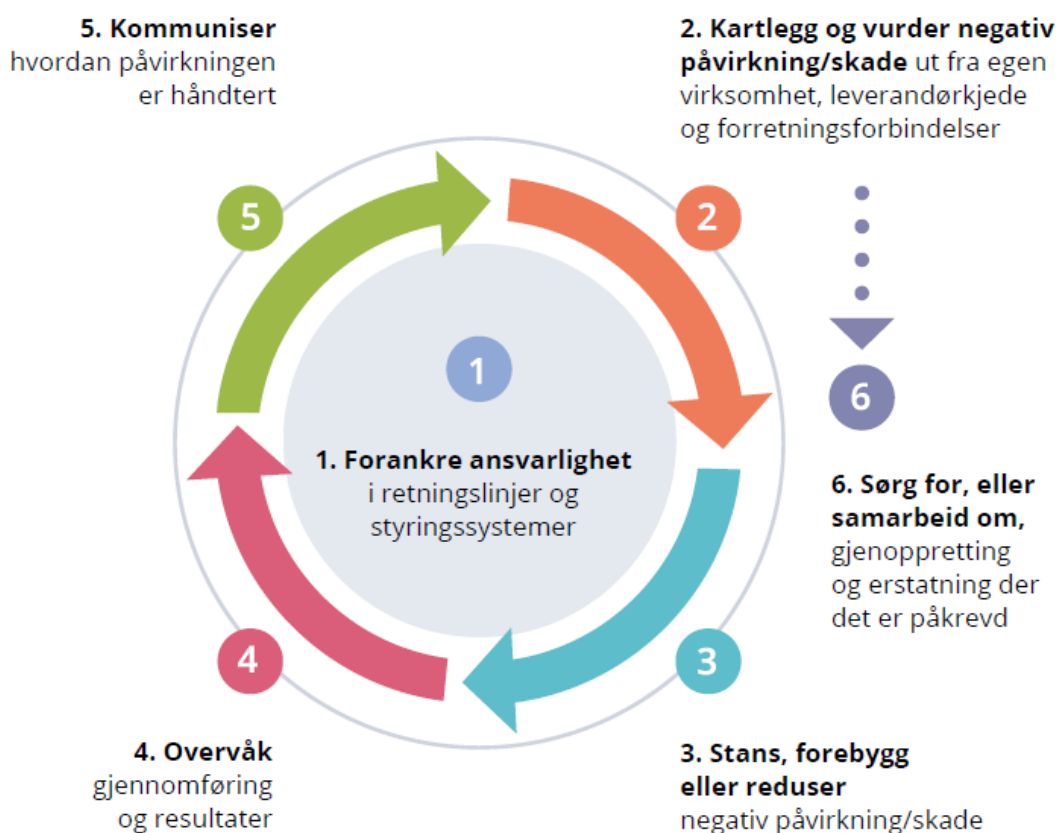 5. Kommuniser
hvordan påvirkningen
er håndtert
2. Kartlegg og vurder negativ
påvirkning/skade ut fra egen
virksomhet, leverandørkjede
og forretningsforbindelser
5
2
1
6
1. Forankre ansvarlighet
i retningslinjer og
styringssystemer
6. Sørg for, eller
samarbeid om,
gjenoppretting
og erstatning der
det er påkrevd
4
3
4. Overvåk
gjennomføring
og resultater
3. Stans, forebygg
eller reduser
negativ påvirkning/skade